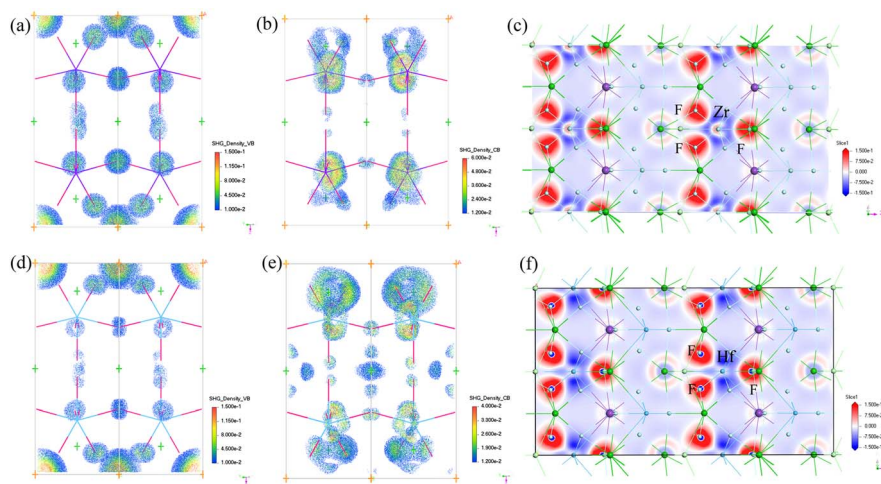 (a)
SHG_Density_VB
1.500e-1
1.150e-1
8.000e-2
4.500e-2
1.000e-2
(b)
SHG_Density_CB
6.000e-2
4.800e-2
3.600e-2
2.400e-2
1.200e-2
(c)
F
Zr
F
F
Slice1
1.500e-1
7.500e-2
0.000
-7.500e-2
-1.500e-1
(d)
SHG_Density_VB
1.500e-1
1.150e-1
8.000e-2
4.500e-2
1.000e-2
(e)
SHG_Density_CB
4.000e-2
3.300e-2
2.600e-2
1.900e-2
1.200e-2
(f)
F
Hf
F
F
Slice1
1.500e-1
7.500e-2
0.000
-7.500e-2
-1.500e-1